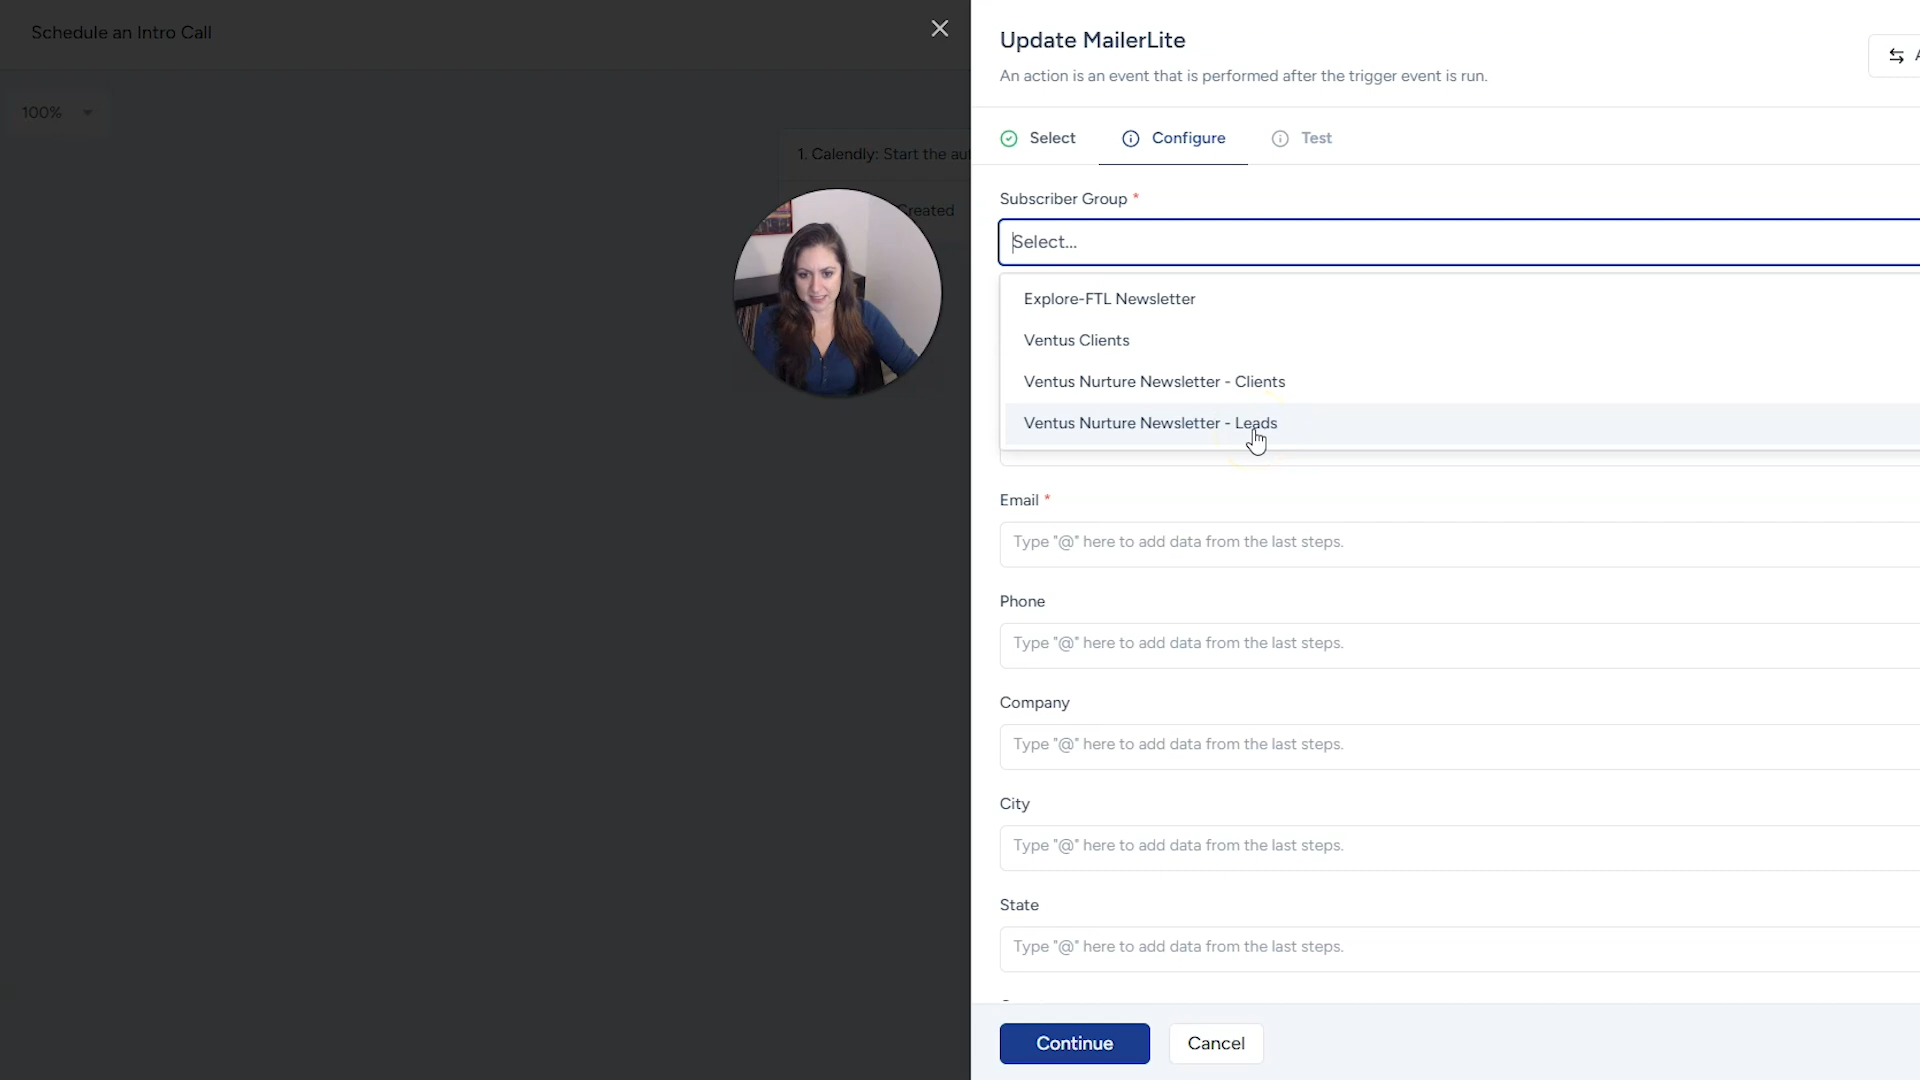 Schedule an Intro Call
100%
1. Calendly: Start the au
Created
Update MailerLite
An action is an event that is performed after the trigger event is run.
Select
Configure
Test
Subscriber Group *
Select...
Explore-FTL Newsletter
Ventus Clients
Ventus Nurture Newsletter - Clients
Ventus Nurture Newsletter - Leads
Email *
Type "@" here to add data from the last steps.
Phone
Type "@" here to add data from the last steps.
Company
Type "@" here to add data from the last steps.
City
Type "@" here to add data from the last steps.
State
Type "@" here to add data from the last steps.
Continue
Cancel